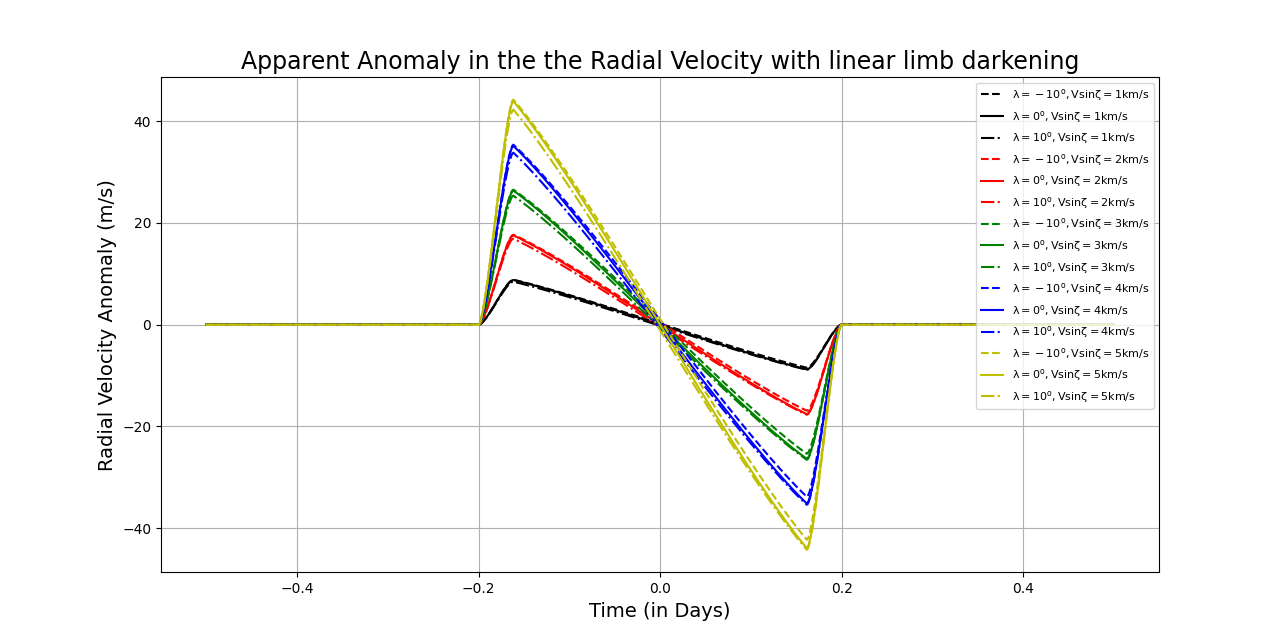 Apparent Anomaly in the the Radial Velocity with linear limb darkening
Radial Velocity Anomaly (m/s)
40
20
0
−20
−40
−0.4
−0.2
0.0
0.2
0.4
Time (in Days)
λ = −10⁰, Vsinζ = 1km/s
λ = 0⁰, Vsinζ = 1km/s
λ = 10⁰, Vsinζ = 1km/s
λ = −10⁰, Vsinζ = 2km/s
λ = 0⁰, Vsinζ = 2km/s
λ = 10⁰, Vsinζ = 2km/s
λ = −10⁰, Vsinζ = 3km/s
λ = 0⁰, Vsinζ = 3km/s
λ = 10⁰, Vsinζ = 3km/s
λ = −10⁰, Vsinζ = 4km/s
λ = 0⁰, Vsinζ = 4km/s
λ = 10⁰, Vsinζ = 4km/s
λ = −10⁰, Vsinζ = 5km/s
λ = 0⁰, Vsinζ = 5km/s
λ = 10⁰, Vsinζ = 5km/s